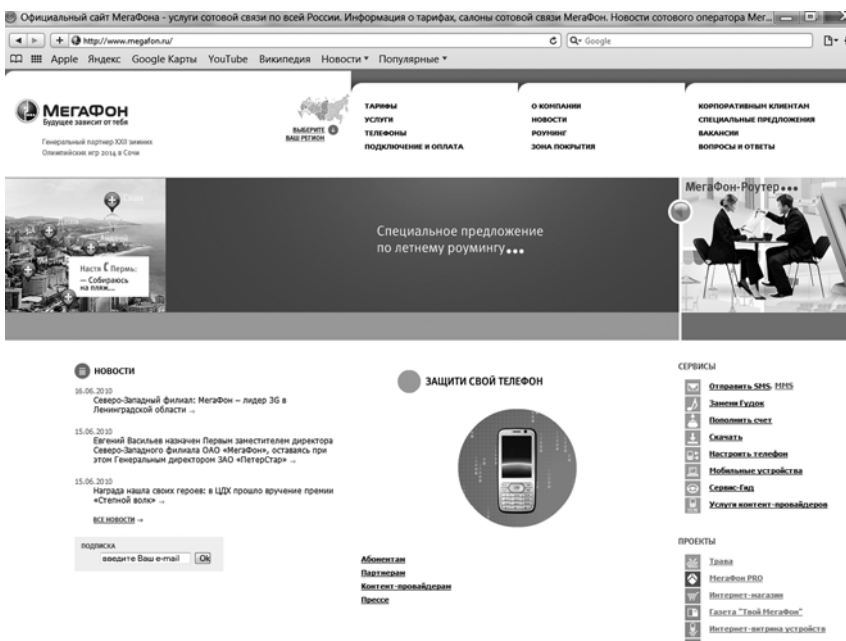 Официальный сайт МегаФона - услуги сотовой связи по всей России. Информация о тарифах, салоны сотовой связи МегаФон. Новости сотового оператора Мег...
http://www.megafon.ru/
Google
Apple Яндекс Google Карты YouTube Википедия Новости Популярные
МЕГАФОН
Будущее зависит от тебя
Генеральный партнер XXII зимних
Олимпийских игр 2014 в Сочи
ВЫБЕРИТЕ
ВАШ РЕГИОН
ТАРИФЫ
УСЛУГИ
ТЕЛЕФОНЫ
ПОДКЛЮЧЕНИЕ И ОПЛАТА
О КОМПАНИИ
НОВОСТИ
РОУМИНГ
ЗОНА ПОКРЫТИЯ
КОРПОРАТИВНЫМ КЛИЕНТАМ
СПЕЦИАЛЬНЫЕ ПРЕДЛОЖЕНИЯ
ВАКАНСИИ
ВОПРОСЫ И ОТВЕТЫ
Настя Пермь:
— Собираюсь
на пляж...
Специальное предложение
по летнему роумингу...
МегаФон-Роутер...
НОВОСТИ
16.06.2010
Северо-Западный филиал: МегаФон – лидер 3G в
Ленинградской области →
15.06.2010
Евгений Васильев назначен Первым заместителем директора
Северо-Западного филиала ОАО «МегаФон», оставаясь при
этом Генеральным директором ЗАО «ПетерСтар» →
15.06.2010
Награда нашла своих героев: в ЦДХ прошло вручение премии
«Степной волк» →
ВСЕ НОВОСТИ →
ПОДПИСКА
введите Ваш e-mail Ok
ЗАЩИТИ СВОЙ ТЕЛЕФОН
Абонентам
Партнерам
Контент-провайдерам
Прессе
СЕРВИСЫ
Отправить SMS, MMS
Замени Гудок
Пополнить счет
Скачать
Настроить телефон
Мобильные устройства
Сервис-Гид
Услуги контент-провайдеров
ПРОЕКТЫ
Трава
МегаФон PRO
Интернет-магазин
Газета "Твой МегаФон"
Интернет-витрина устройств